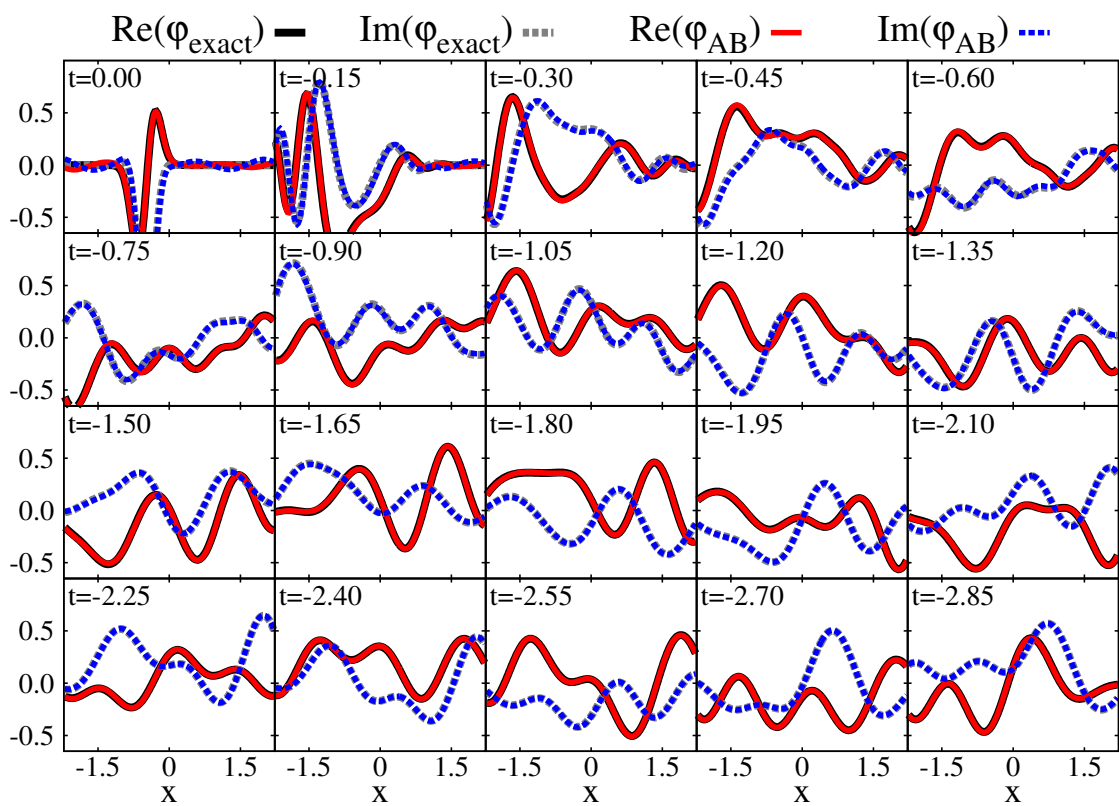 Re(φexact) Im(φexact) Re(φAB) Im(φAB)
t=0.00 t=-0.15 t=-0.30 t=-0.45 t=-0.60
0.5
0.0
-0.5
t=-0.75 t=-0.90 t=-1.05 t=-1.20 t=-1.35
0.5
0.0
-0.5
t=-1.50 t=-1.65 t=-1.80 t=-1.95 t=-2.10
0.5
0.0
-0.5
t=-2.25 t=-2.40 t=-2.55 t=-2.70 t=-2.85
0.5
0.0
-0.5
-1.5 0 1.5 -1.5 0 1.5 -1.5 0 1.5 -1.5 0 1.5 -1.5 0 1.5
x x x x x